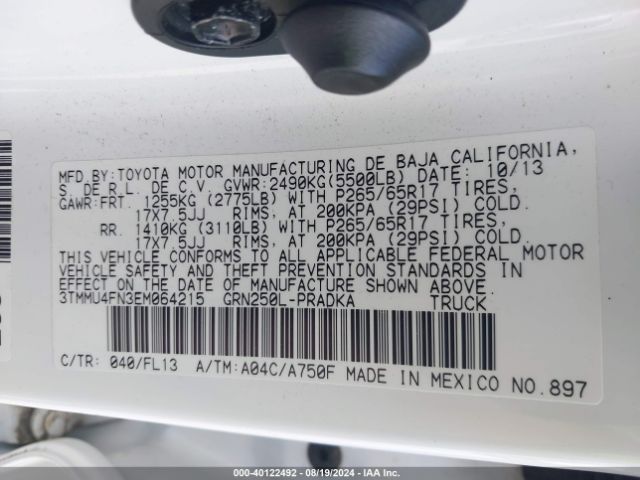 MFD BY:TOYOTA MOTOR MANUFACTURING DE BAJA CALIFORNIA,
S. DE R.L. DE C.V. GVWR:2490KG(5500LB) DATE: 10/13
GAWR:FRT. 1255KG (2775LB) WITH P265/65R17 TIRES,
17X7.5JJ RIMS, AT 200KPA (29PSI) COLD.
RR. 1410KG (3110LB) WITH P265/65R17 TIRES,
17X7.5JJ RIMS, AT 200KPA (29PSI) COLD.
THIS VEHICLE CONFORMS TO ALL APPLICABLE FEDERAL MOTOR
VEHICLE SAFETY AND THEFT PREVENTION STANDARDS IN
EFFECT ON THE DATE OF MANUFACTURE SHOWN ABOVE.
3TMMU4FN3EM064215 GRN250L-PRADKA TRUCK
C/TR: 040/FL13 A/TM:A04C/A750F MADE IN MEXICO NO.897
000-40122492 - 08/19/2024 - IAA Inc.